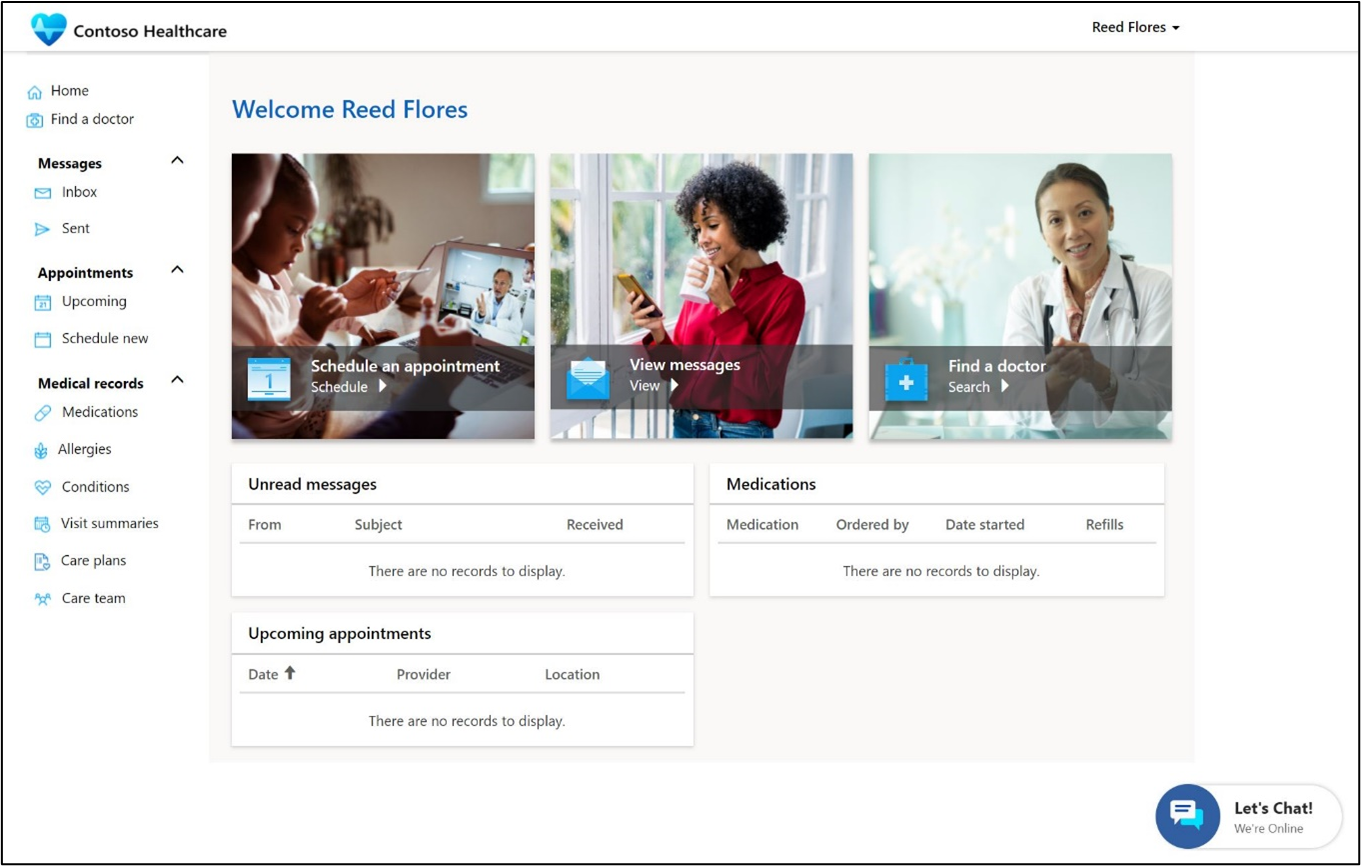 Contoso Healthcare
Reed Flores
Home
Find a doctor
Messages
Inbox
Sent
Appointments
21
Upcoming
Schedule new
Medical records
Medications
Allergies
Conditions
Visit summaries
Care plans
Care team
Welcome Reed Flores
1
Schedule an appointment
Schedule
View messages
View
Find a doctor
Search
Unread messages
From Subject Received
There are no records to display.
Medications
Medication Ordered by Date started Refills
There are no records to display.
Upcoming appointments
Date Provider Location
There are no records to display.
Let's Chat!
We're Online